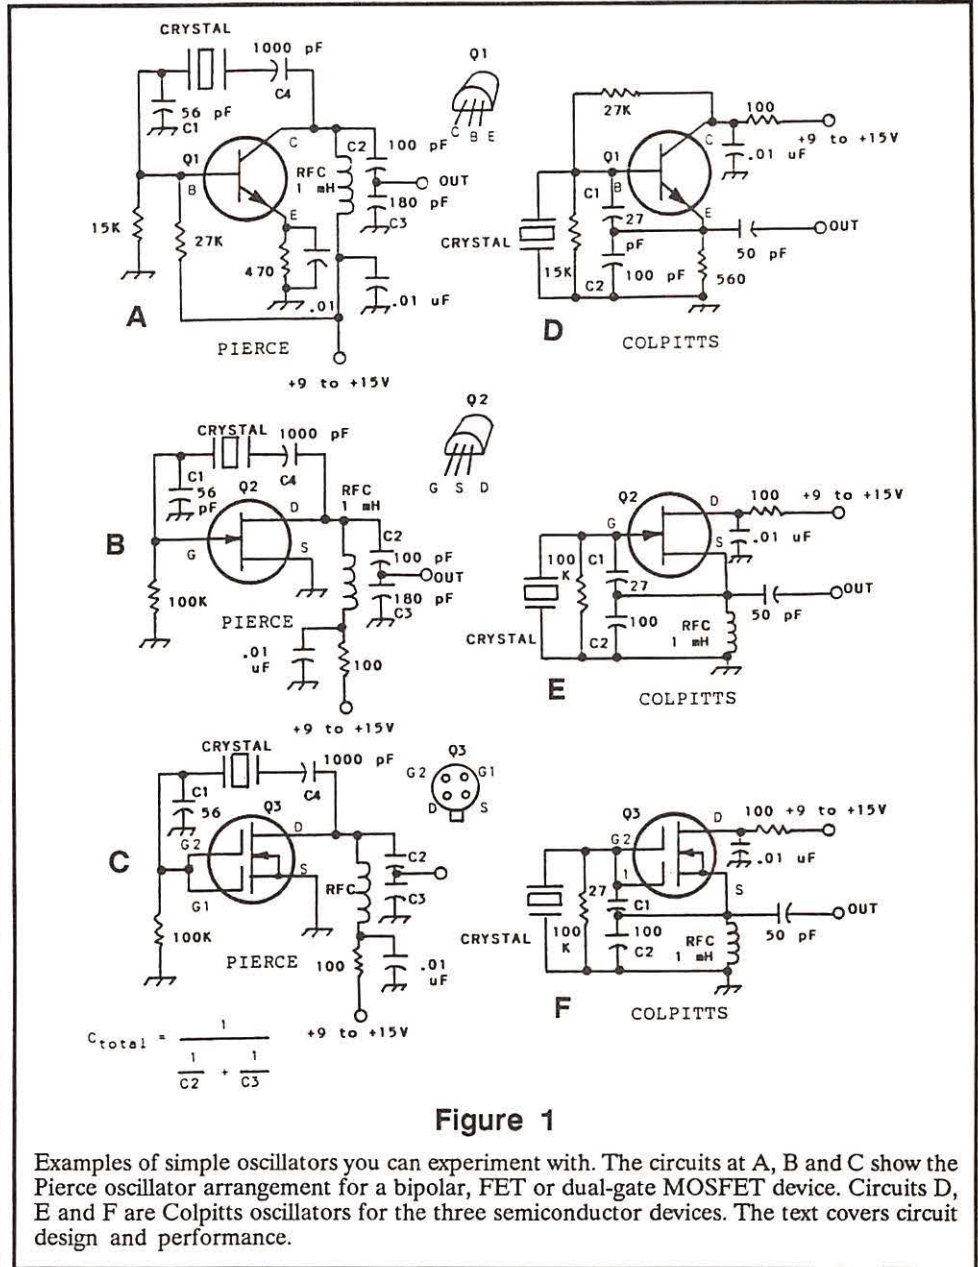 CRYSTAL
1000 pF
C4
56 pF
C1
Q1
C B E
Q1
B
C
E
RFC
1 mH
C2
100 pF
OUT
180 pF
C3
15K
27K
470
.01
.01 uF
A
PIERCE
+9 to +15V
27K
100
+9 to +15V
.01 uF
Q1
C
B
E
C1
27
pF
CRYSTAL
15K
100 pF
C2
50 pF
OUT
560
D
COLPITTS
CRYSTAL
1000 pF
C4
C1
56
pF
Q2
G S D
Q2
D
S
G
RFC
1 mH
C2
100 pF
OUT
180 pF
C3
B
100K
PIERCE
.01
uF
100
+9 to +15V
Q2
D
G
S
100 +9 to +15V
.01 uF
100
K
C1
27
100
C2
CRYSTAL
RFC
1 mH
50 pF
OUT
E
COLPITTS
CRYSTAL
1000 pF
C4
C1
56
Q3
G2 G1
D S
Q3
D
G2
S
G1
RFC
C2
C3
C
100K
PIERCE
100
.01
uF
+9 to +15V
Q3
D
G2
1
S
100 +9 to +15V
.01 uF
27
C1
100
K
100
C2
CRYSTAL
RFC
1 mH
50 pF
OUT
F
COLPITTS
Ctotal = 1
1 + 1
C2 C3
Figure 1
Examples of simple oscillators you can experiment with. The circuits at A, B and C show the
Pierce oscillator arrangement for a bipolar, FET or dual-gate MOSFET device. Circuits D,
E and F are Colpitts oscillators for the three semiconductor devices. The text covers circuit
design and performance.